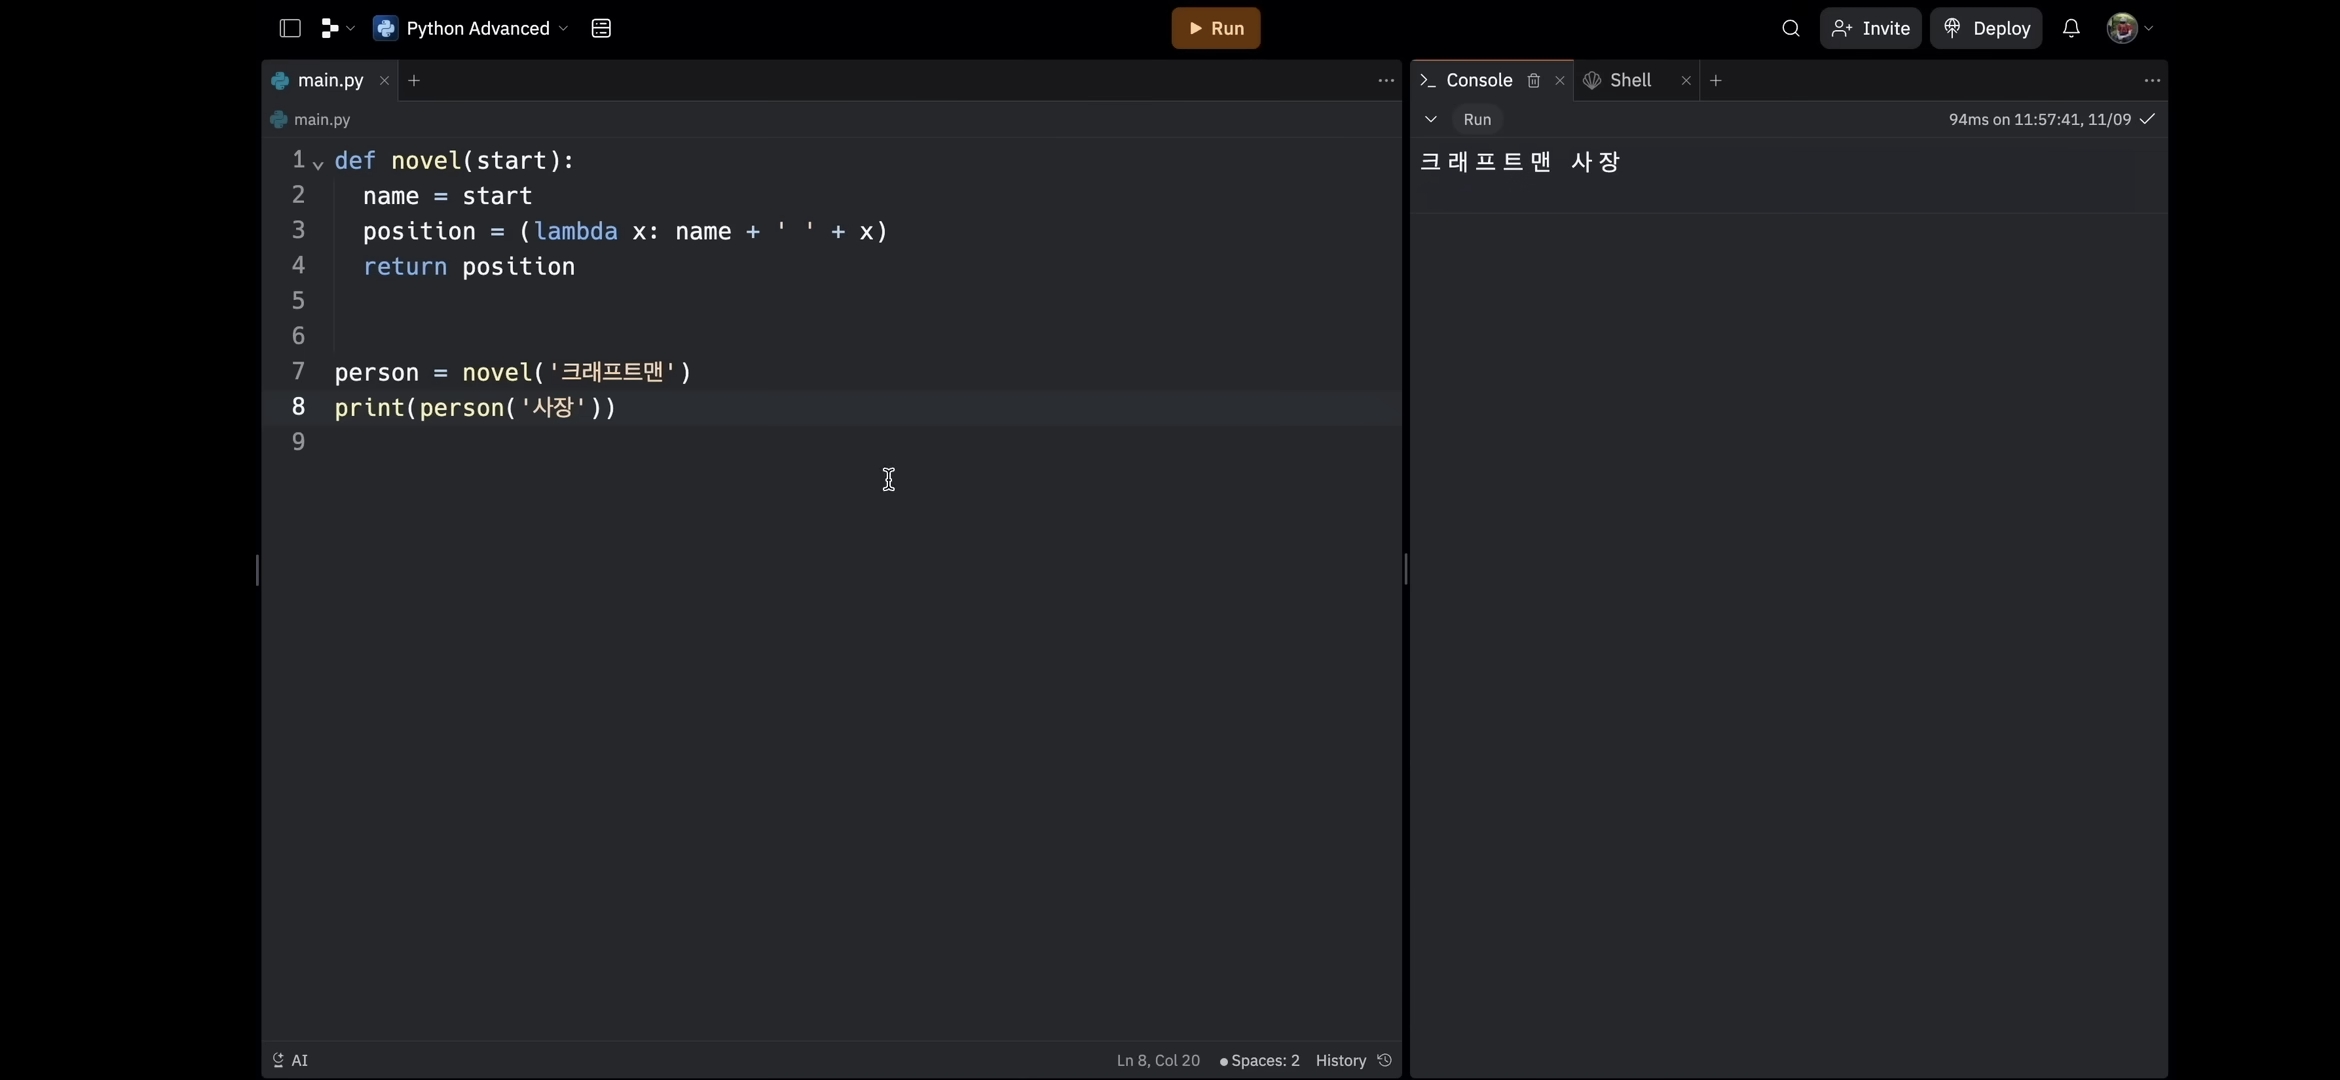 Python Advanced
Run
Invite
Deploy
main.py
main.py
1 def novel(start):
2 name = start
3 position = (lambda x: name + ' ' + x)
4 return position
5
6
7 person = novel('크래프트맨')
8 print(person('사장'))
9
AI
Ln 8, Col 20
Spaces: 2
History
Console
Shell
Run
94ms on 11:57:41, 11/09
크래프트맨 사장